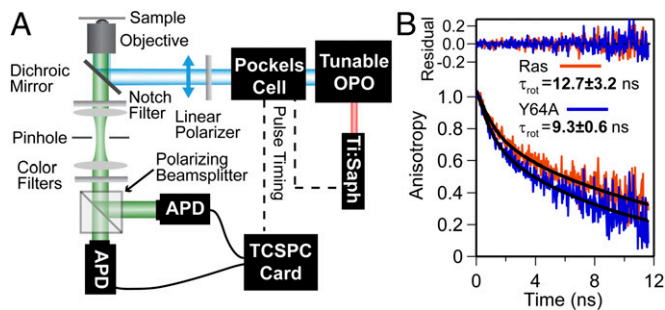 A
Sample
Objective
Dichroic
Mirror
Notch
Filter
Pinhole
Color
Filters
Linear
Polarizer
Polarizing
Beamsplitter
Pockels
Cell
Tunable
OPO
Pulse Timing
Ti:Saph
APD
APD
TCSPC
Card
B
Residual
0.2
0.0
-0.2
Ras
τrot=12.7±3.2 ns
Y64A
τrot=9.3±0.6 ns
Anisotropy
1.0
0.8
0.6
0.4
0.2
0
0 4 8 12
Time (ns)